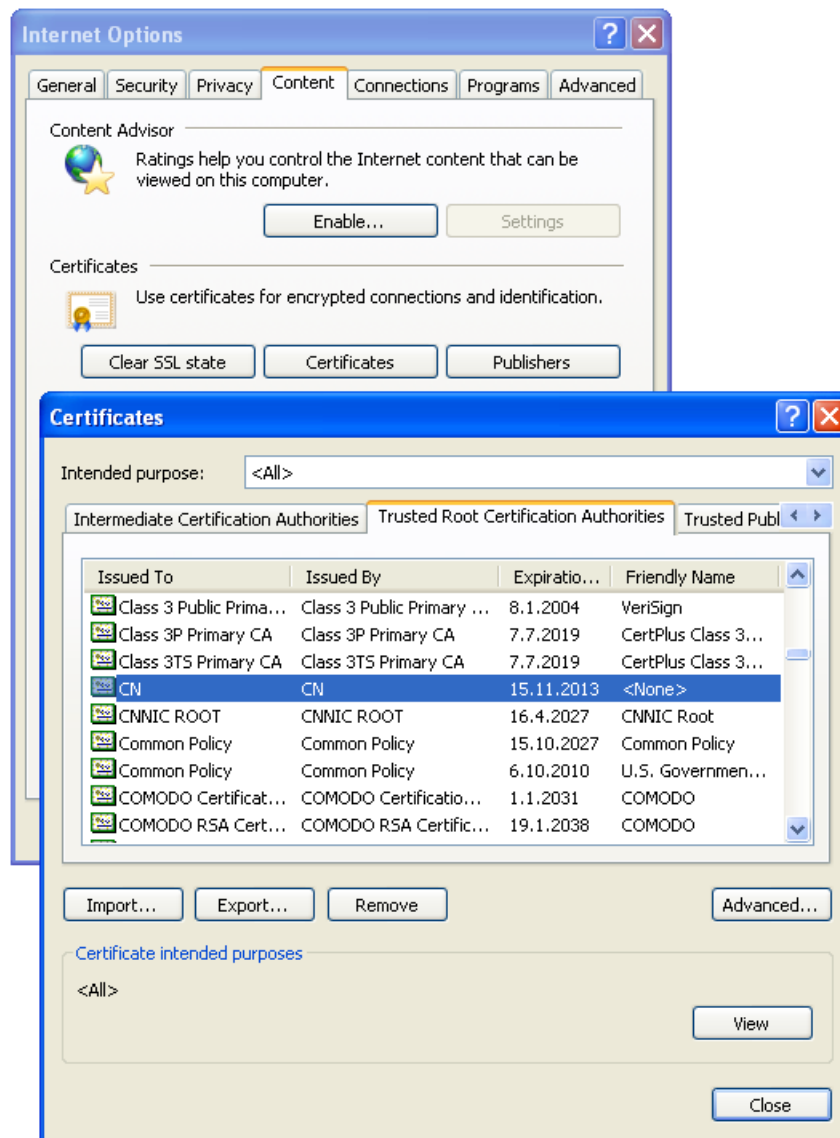 Internet Options
General Security Privacy Content Connections Programs Advanced
Content Advisor
Ratings help you control the Internet content that can be
viewed on this computer.
Enable... Settings
Certificates
Use certificates for encrypted connections and identification.
Clear SSL state Certificates Publishers
Certificates
Intended purpose: <All>
Intermediate Certification Authorities Trusted Root Certification Authorities Trusted Publ
Issued To Issued By Expiratio... Friendly Name
Class 3 Public Prima... Class 3 Public Primary ... 8.1.2004 VeriSign
Class 3P Primary CA Class 3P Primary CA 7.7.2019 CertPlus Class 3...
Class 3TS Primary CA Class 3TS Primary CA 7.7.2019 CertPlus Class 3...
CN CN 15.11.2013 <None>
CNNIC ROOT CNNIC ROOT 16.4.2027 CNNIC Root
Common Policy Common Policy 15.10.2027 Common Policy
Common Policy Common Policy 6.10.2010 U.S. Governmen...
COMODO Certificat... COMODO Certificatio... 1.1.2031 COMODO
COMODO RSA Cert... COMODO RSA Certific... 19.1.2038 COMODO
Import... Export... Remove Advanced...
Certificate intended purposes
<All>
View
Close